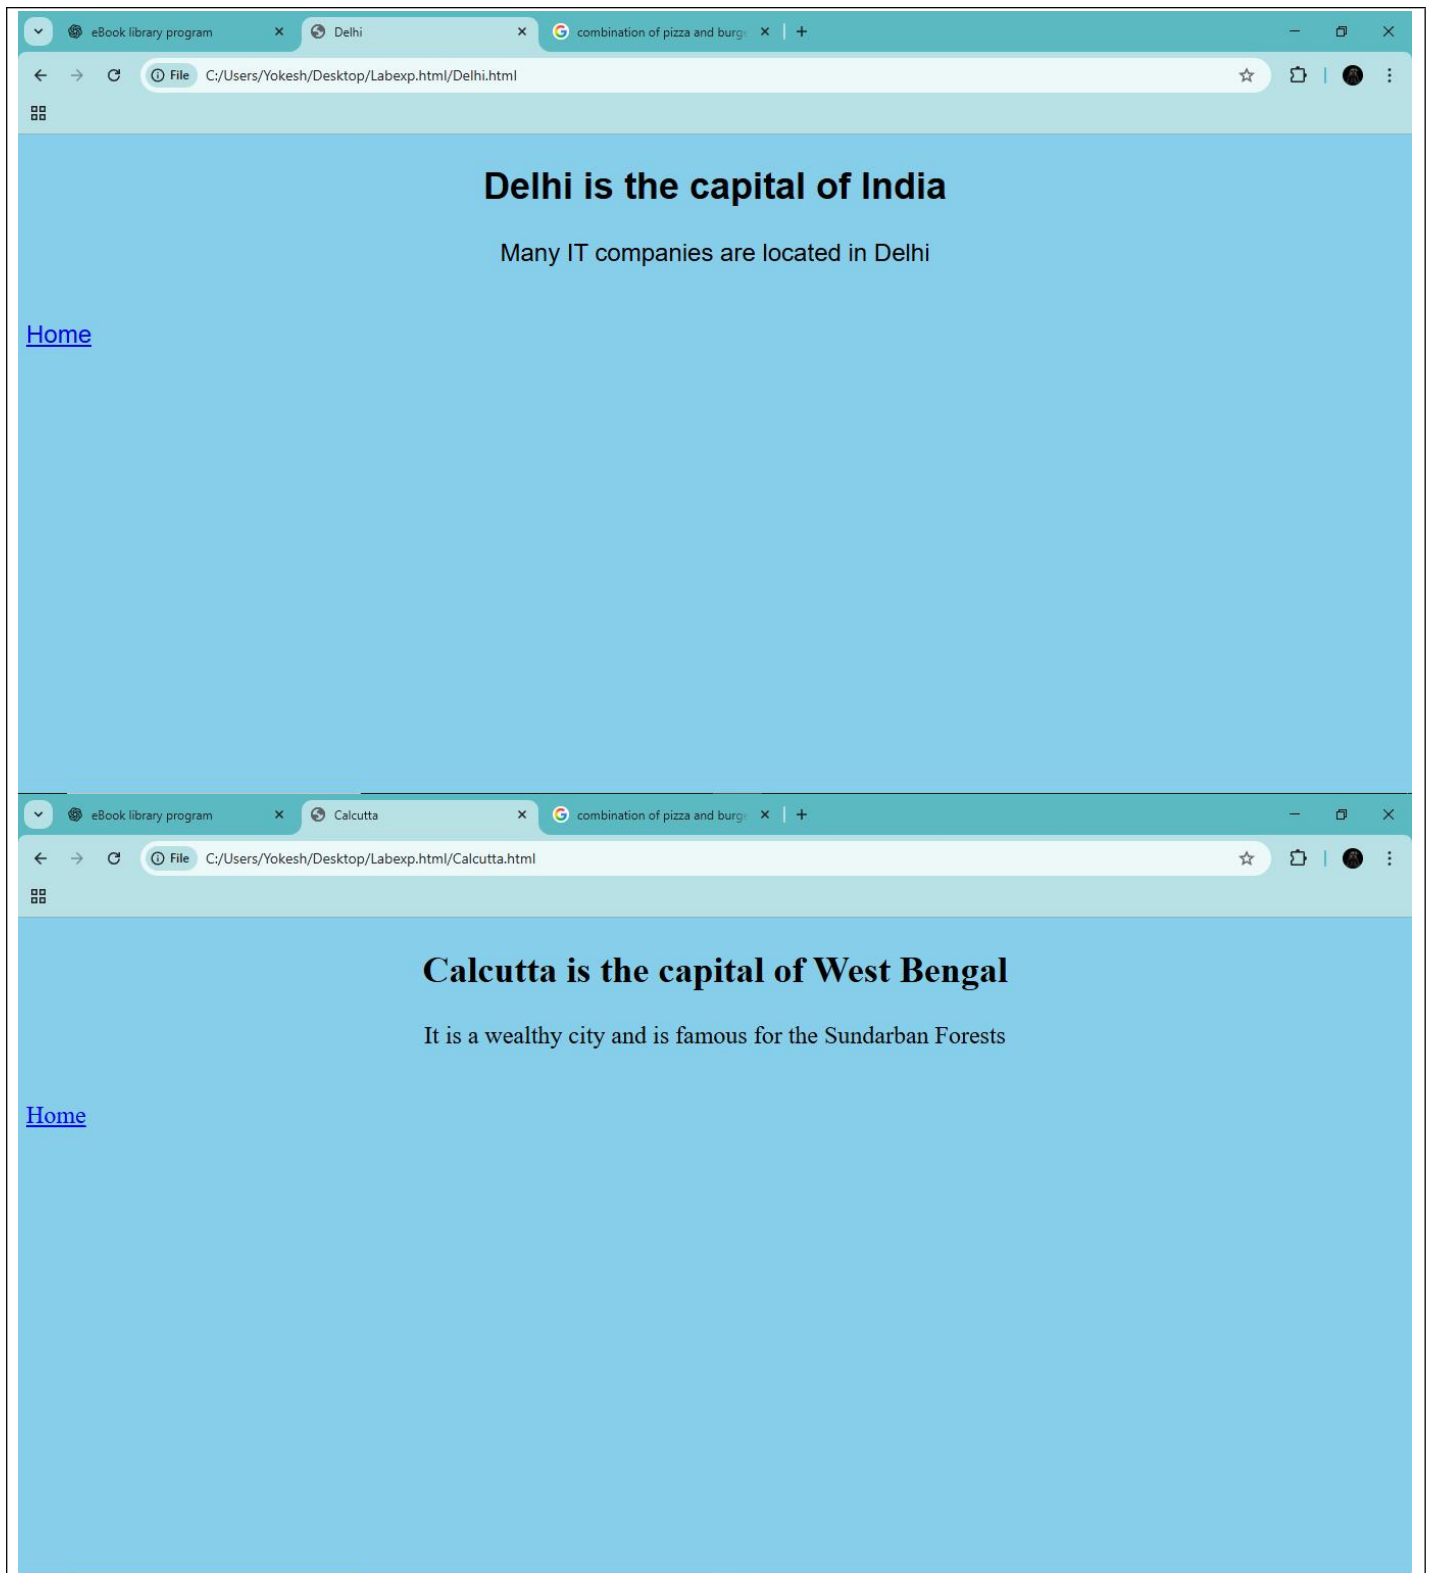 eBook library program
Delhi
combination of pizza and burg
File C:/Users/Yokesh/Desktop/Labexp.html/Delhi.html
Delhi is the capital of India
Many IT companies are located in Delhi
Home
eBook library program
Calcutta
combination of pizza and burg
File C:/Users/Yokesh/Desktop/Labexp.html/Calcutta.html
Calcutta is the capital of West Bengal
It is a wealthy city and is famous for the Sundarban Forests
Home